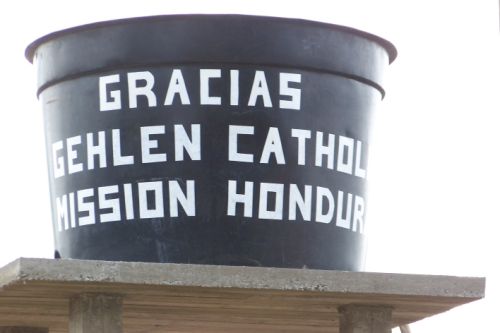 GRACIAS
GEHLEN CATHOL
MISSION HONDUR